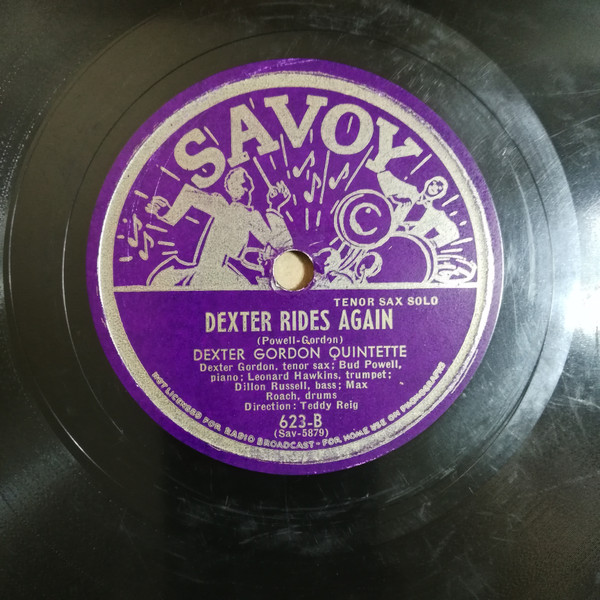 SAVOY
C
TENOR SAX SOLO
DEXTER RIDES AGAIN
(Powell-Gordon)
DEXTER GORDON QUINTETTE
Dexter Gordon, tenor sax; Bud Powell,
piano; Leonard Hawkins, trumpet;
Dillon Russell, bass; Max
Roach, drums
Direction: Teddy Reig
623-B
(Sav-5879)
NOT LICENSED FOR RADIO BROADCAST - FOR HOME USE ON PHONOGRAPHS